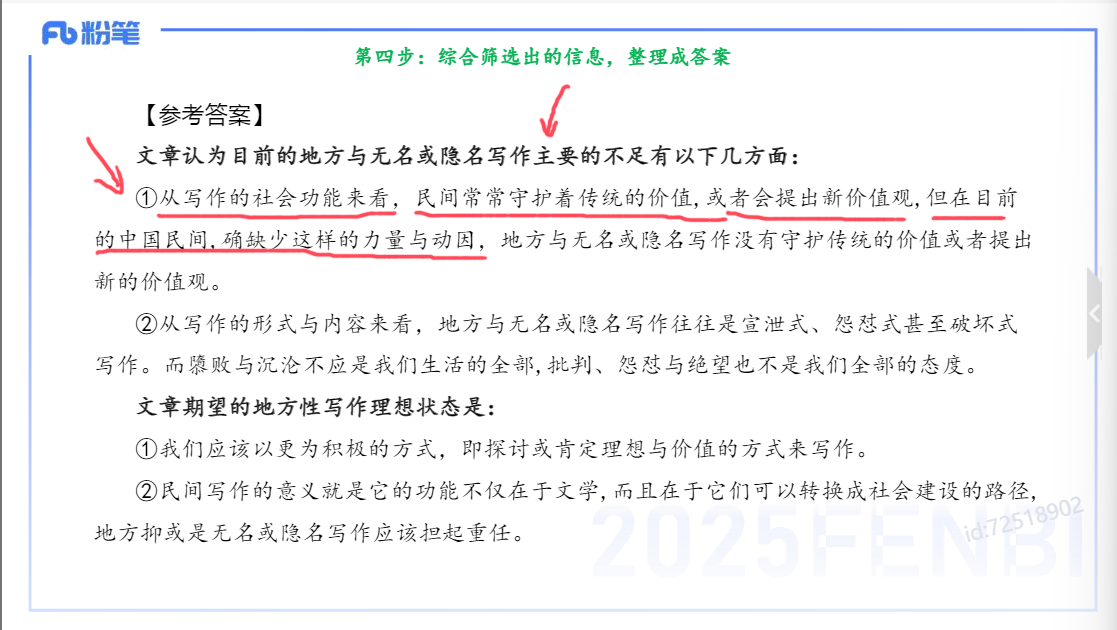 粉笔
第四步：综合筛选出的信息，整理成答案
【参考答案】
文章认为目前的地方与无名或隐名写作主要的不足有以下几方面：
①从写作的社会功能来看，民间常常守护着传统的价值,或者会提出新价值观,但在目前
的中国民间,确缺少这样的力量与动因，地方与无名或隐名写作没有守护传统的价值或者提出
新的价值观。
②从写作的形式与内容来看，地方与无名或隐名写作往往是宣泄式、怨怼式甚至破坏式
写作。而隳败与沉沦不应是我们生活的全部,批判、怨怼与绝望也不是我们全部的态度。
文章期望的地方性写作理想状态是：
①我们应该以更为积极的方式，即探讨或肯定理想与价值的方式来写作。
②民间写作的意义就是它的功能不仅在于文学,而且在于它们可以转换成社会建设的路径,
地方抑或是无名或隐名写作应该担起重任。
id:72518902
2025FENBI